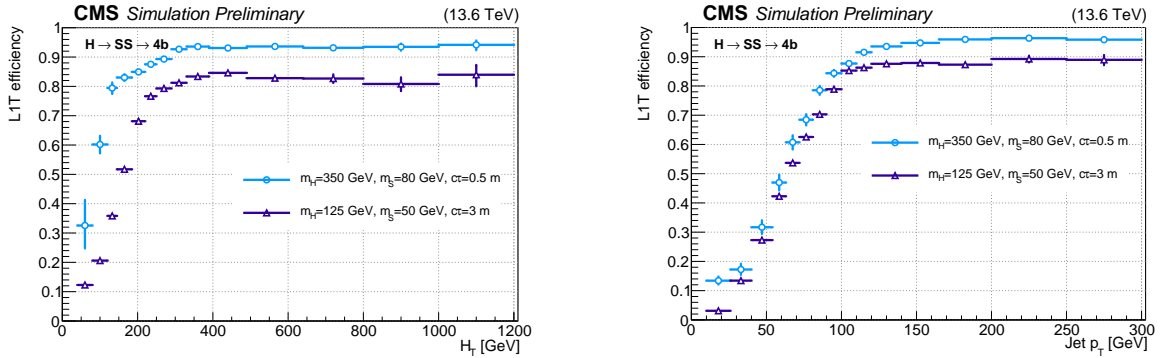 CMS Simulation Preliminary (13.6 TeV)
H → SS → 4b
L1T efficiency
1
0.9
0.8
0.7
0.6
0.5
0.4
0.3
0.2
0.1
0
m_H=350 GeV, m_S=80 GeV, cτ=0.5 m
m_H=125 GeV, m_S=50 GeV, cτ=3 m
0 200 400 600 800 1000 1200
H_T [GeV]
CMS Simulation Preliminary (13.6 TeV)
H → SS → 4b
L1T efficiency
1
0.9
0.8
0.7
0.6
0.5
0.4
0.3
0.2
0.1
0
m_H=350 GeV, m_S=80 GeV, cτ=0.5 m
m_H=125 GeV, m_S=50 GeV, cτ=3 m
0 50 100 150 200 250 300
Jet p_T [GeV]